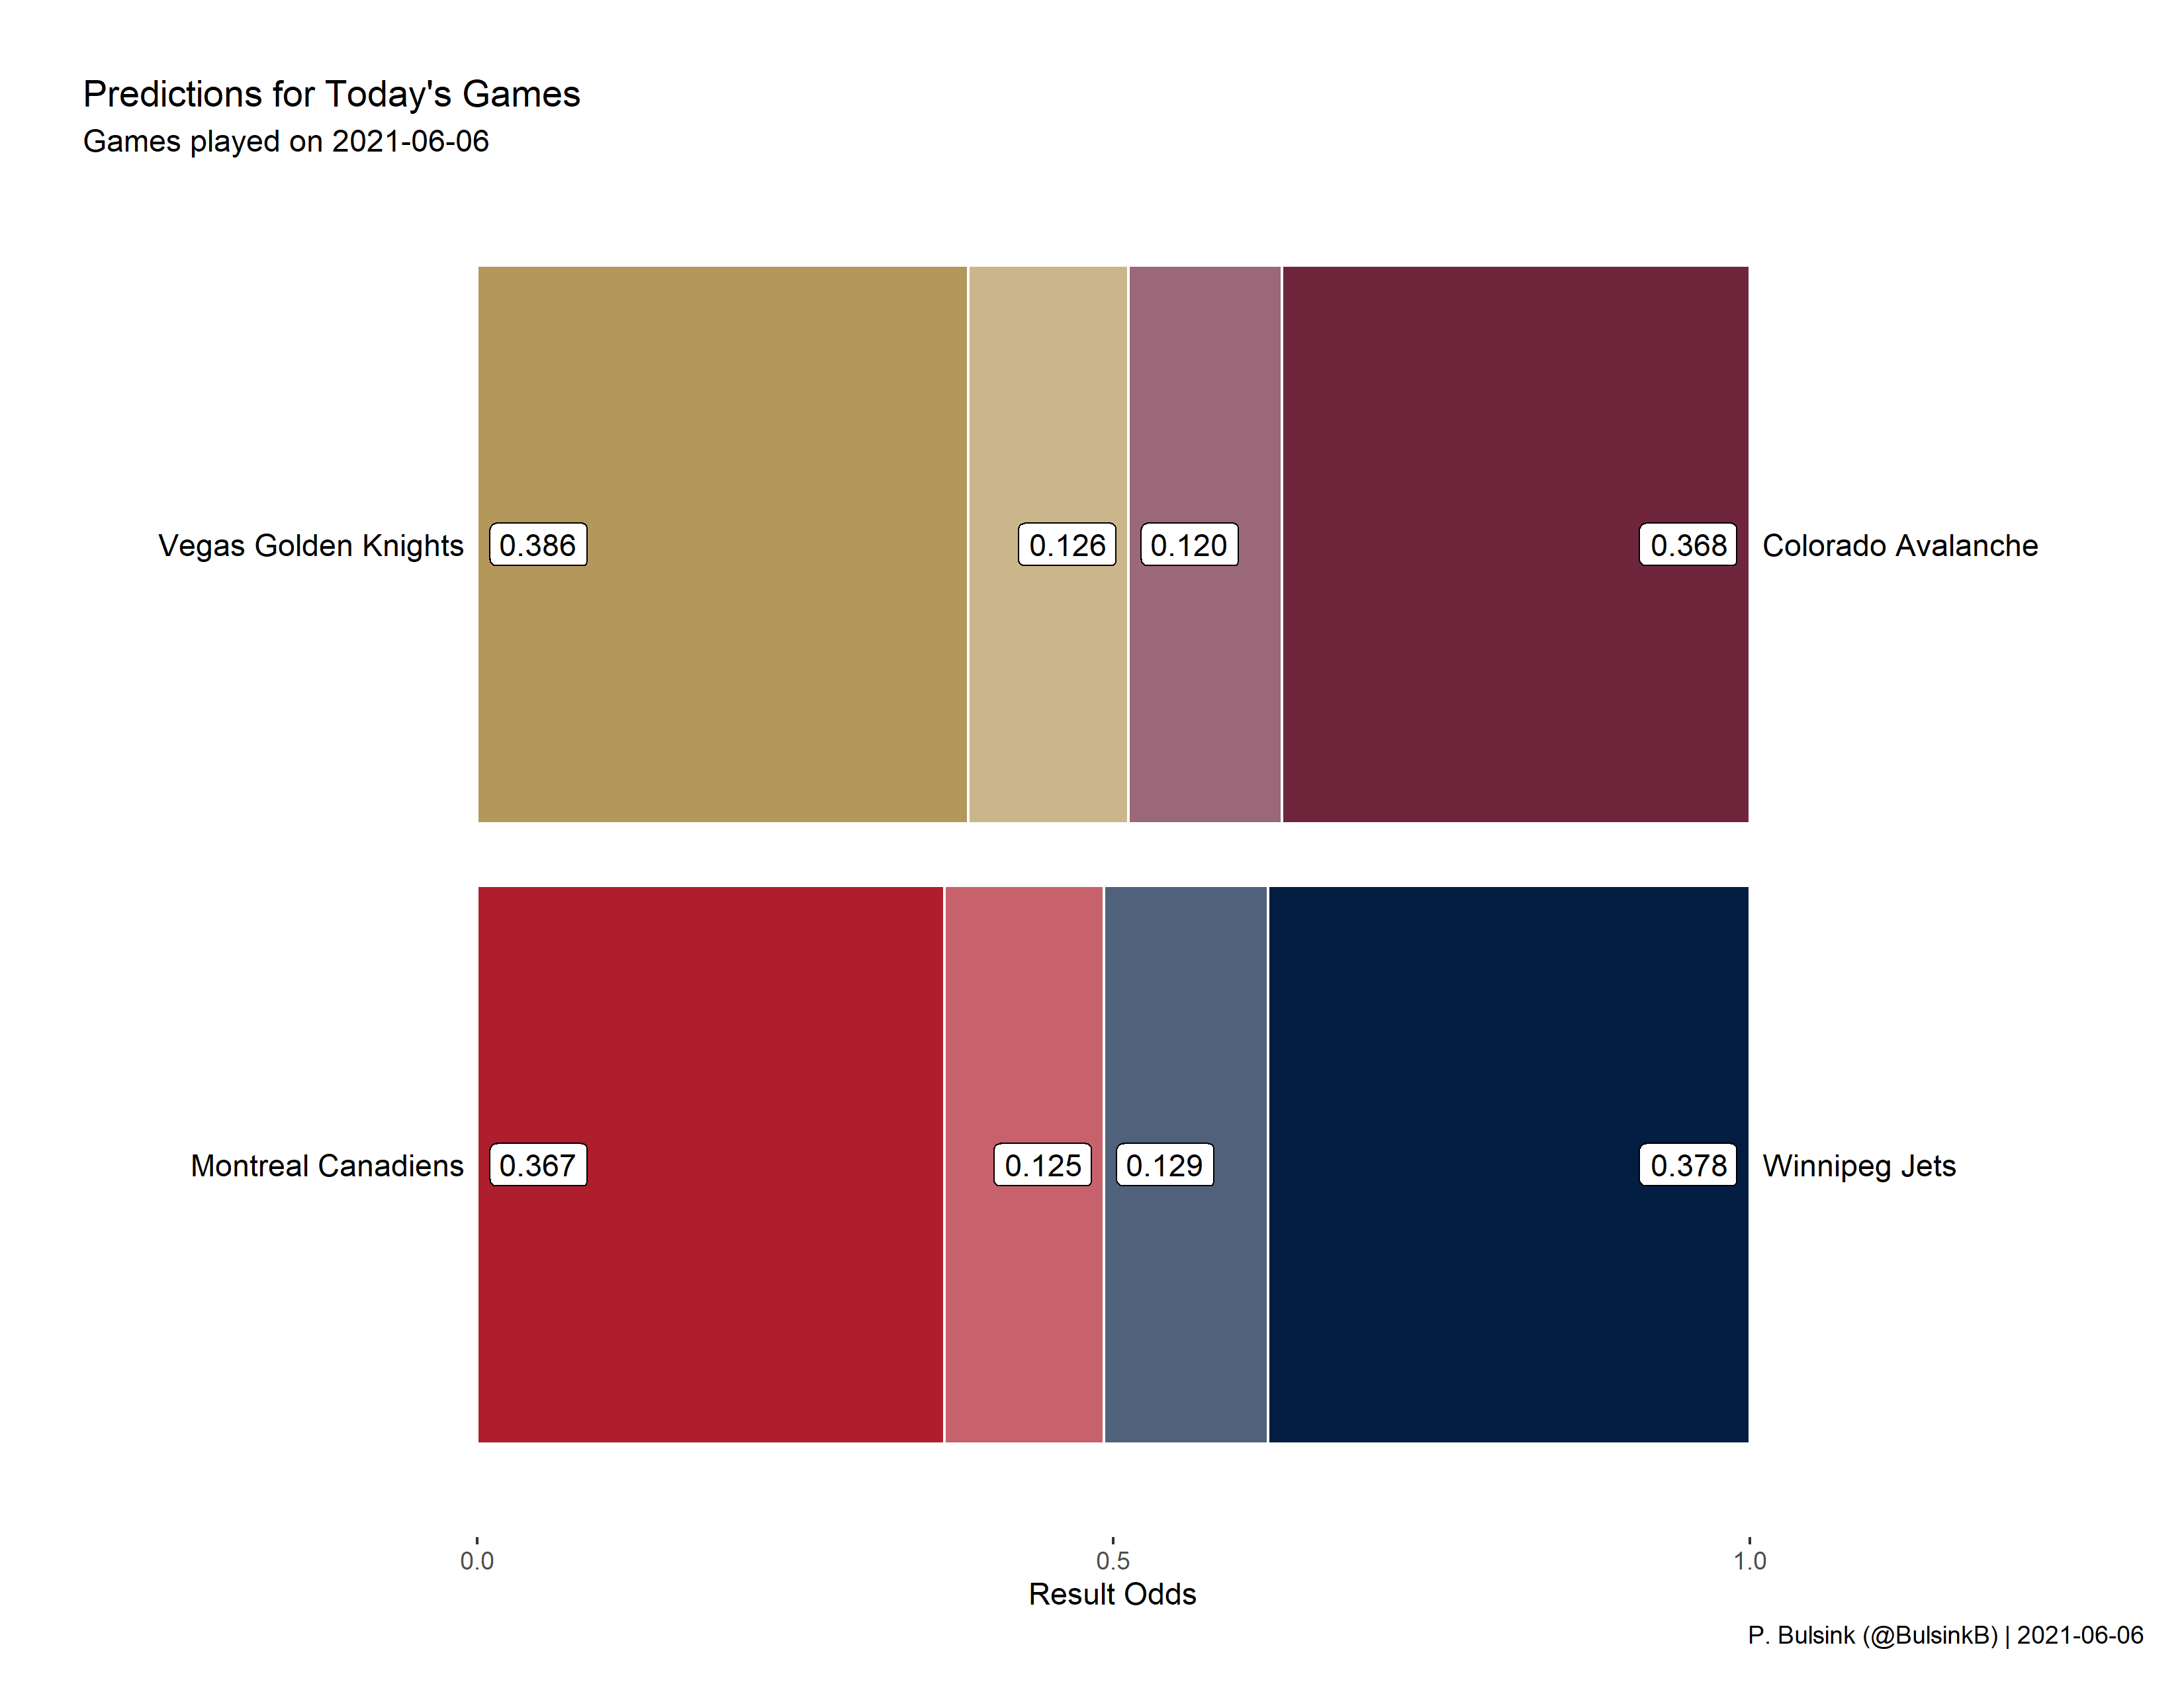 Predictions for Today's Games
Games played on 2021-06-06
Vegas Golden Knights 0.386 0.126 0.120 0.368 Colorado Avalanche
Montreal Canadiens 0.367 0.125 0.129 0.378 Winnipeg Jets
0.0 0.5 1.0
Result Odds
P. Bulsink (@BulsinkB) | 2021-06-06